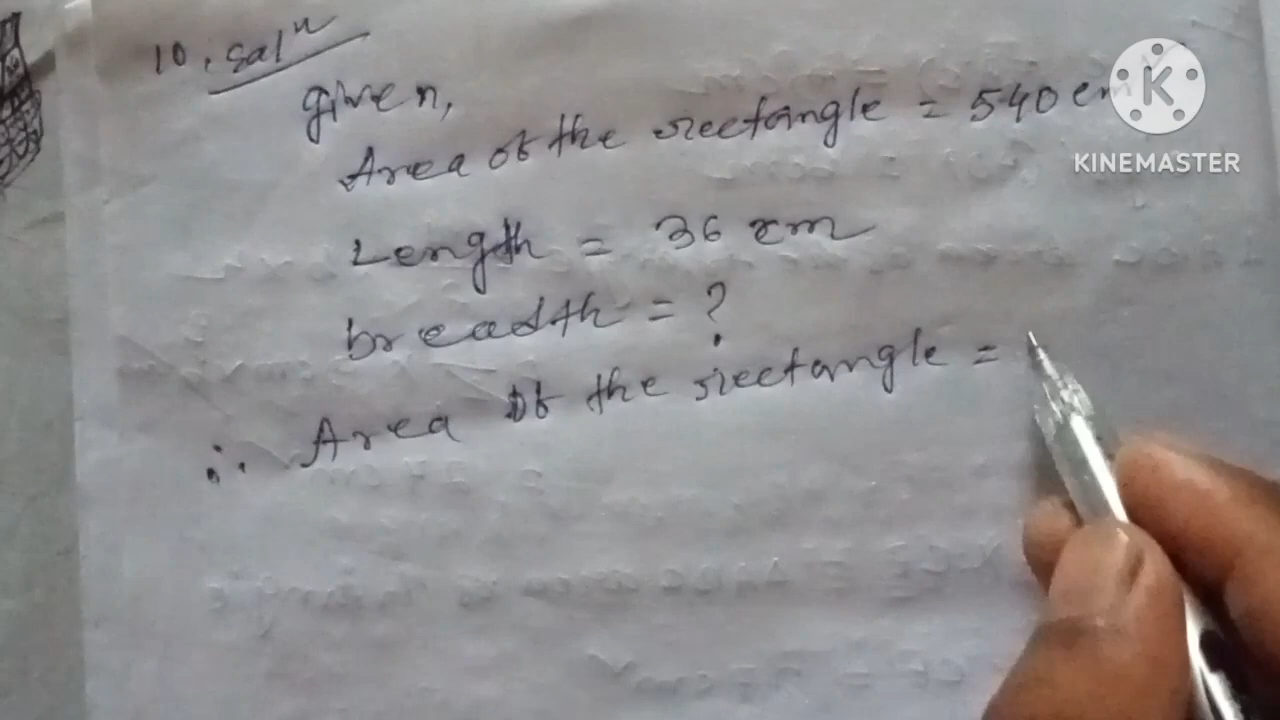 10. Solⁿ
given,
Area of the rectangle = 540 cm
Length = 36 cm
breadth = ?
∴ Area of the rectangle =
KINEMASTER